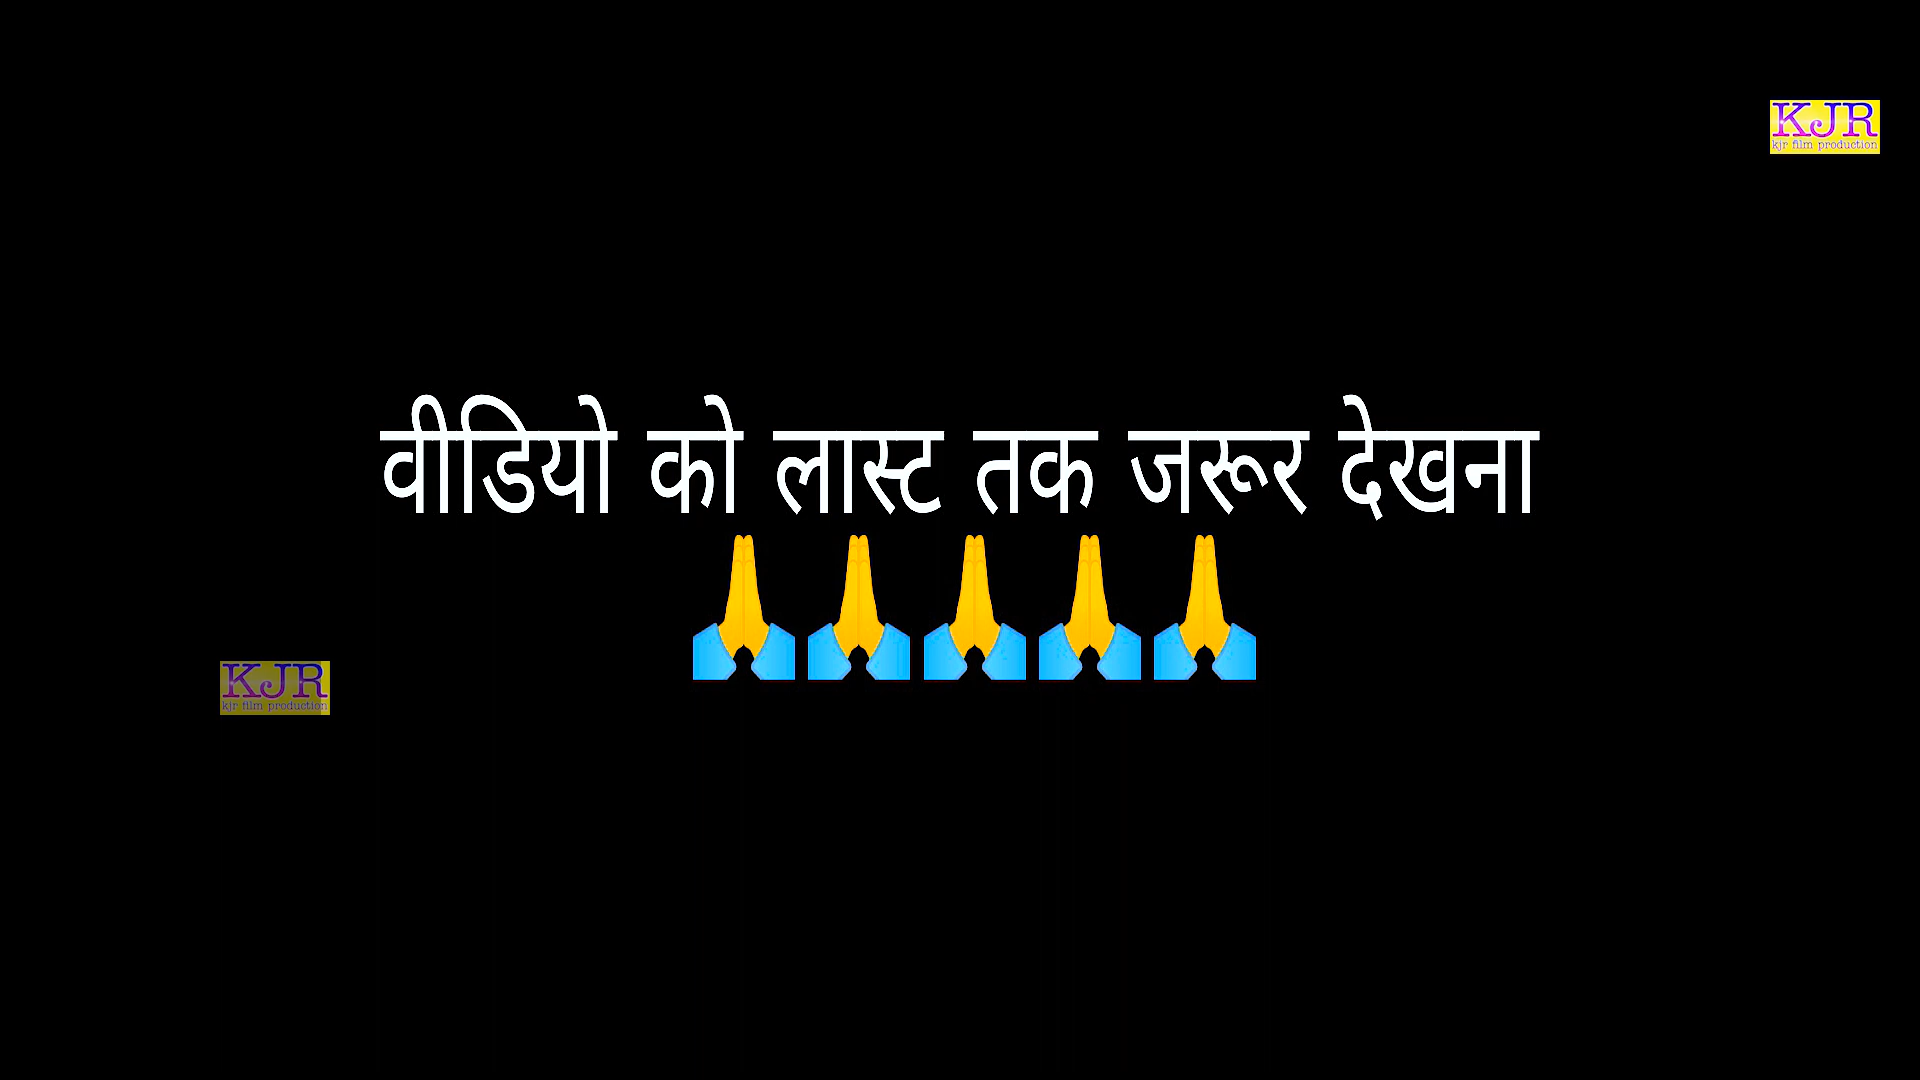 KJR
kjr film production
वीडियो को लास्ट तक जरूर देखना
🙏🙏🙏🙏🙏
KJR
kjr film production